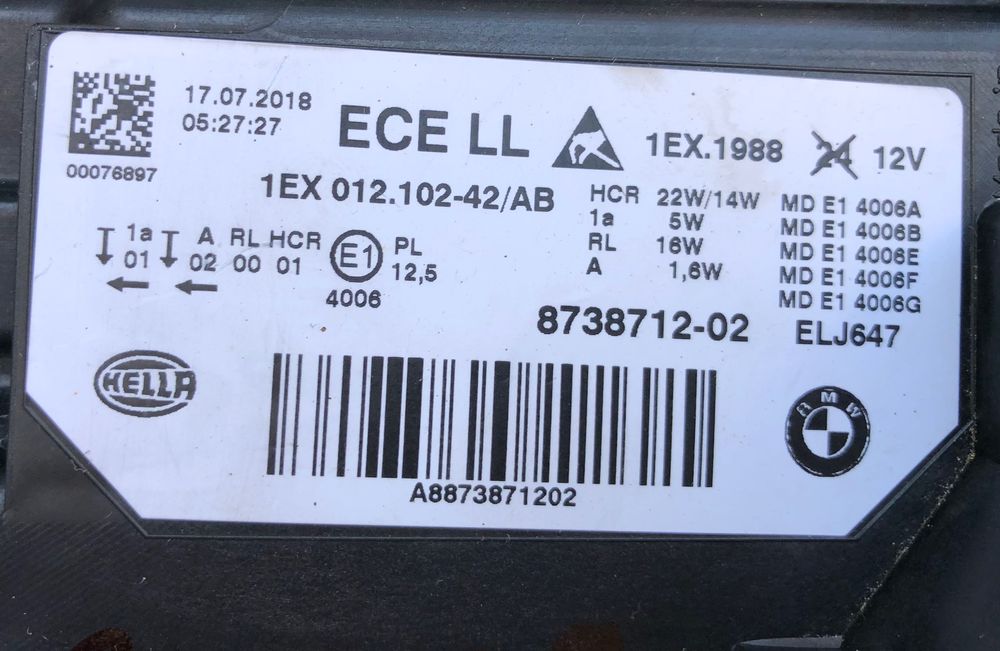 17.07.2018
05:27:27
00076897
ECE LL
1EX.1988
24 12V
1EX 012.102-42/AB
HCR 22W/14W
1a 5W
RL 16W
A 1,6W
MD E1 4006A
MD E1 4006B
MD E1 4006E
MD E1 4006F
MD E1 4006G
1a A RL HCR
01 02 00 01
E1
4006
PL
12,5
8738712-02
ELJ647
HELLA
BMW
A8873871202